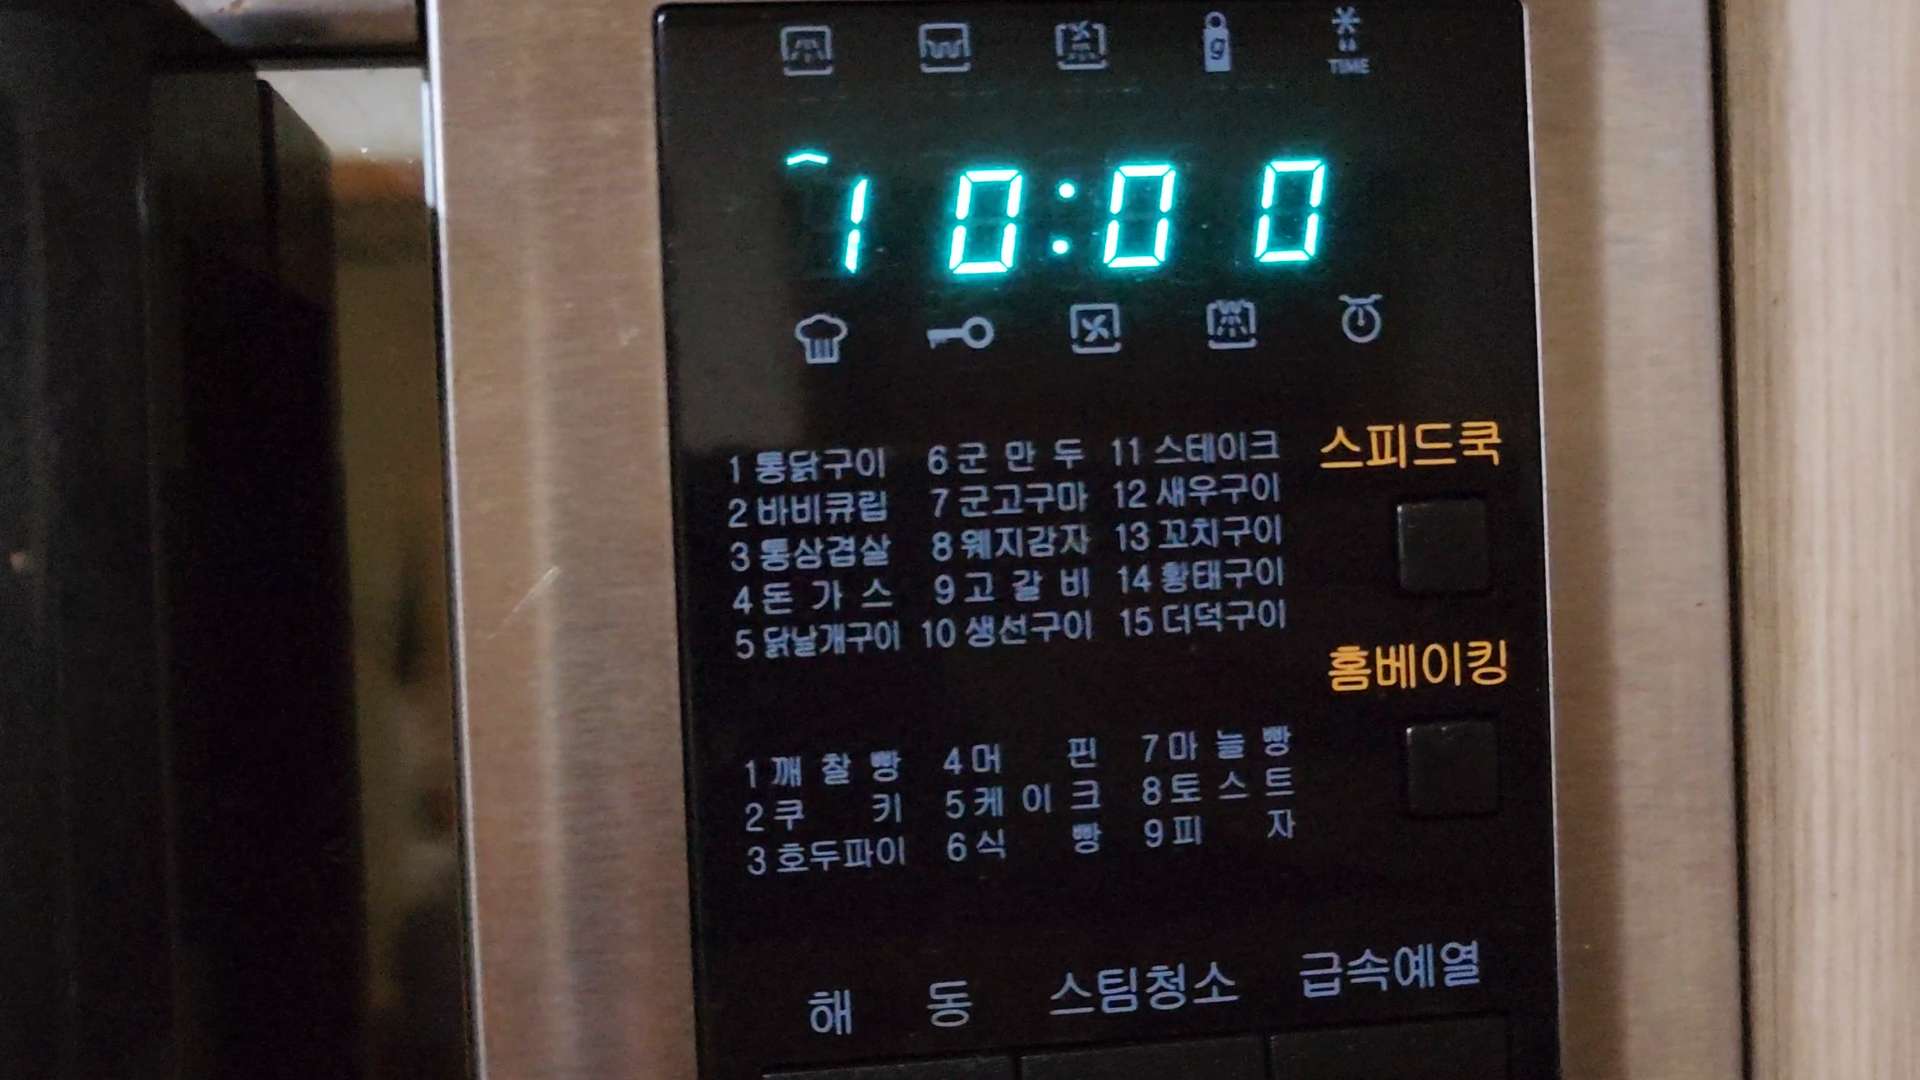 g
TIME
10:00
스피드쿡
1 통닭구이 6 군 만 두 11 스테이크
2 바비큐립 7 군고구마 12 새우구이
3 통삼겹살 8 웨지감자 13 꼬치구이
4 돈 가 스 9 고 갈 비 14 황태구이
5 닭날개구이 10 생선구이 15 더덕구이
홈베이킹
1 깨 찰 빵 4 머 핀 7 마 늘 빵
2 쿠 키 5 케 이 크 8 토 스 트
3 호두파이 6 식 빵 9 피 자
해 동 스팀청소 급속예열